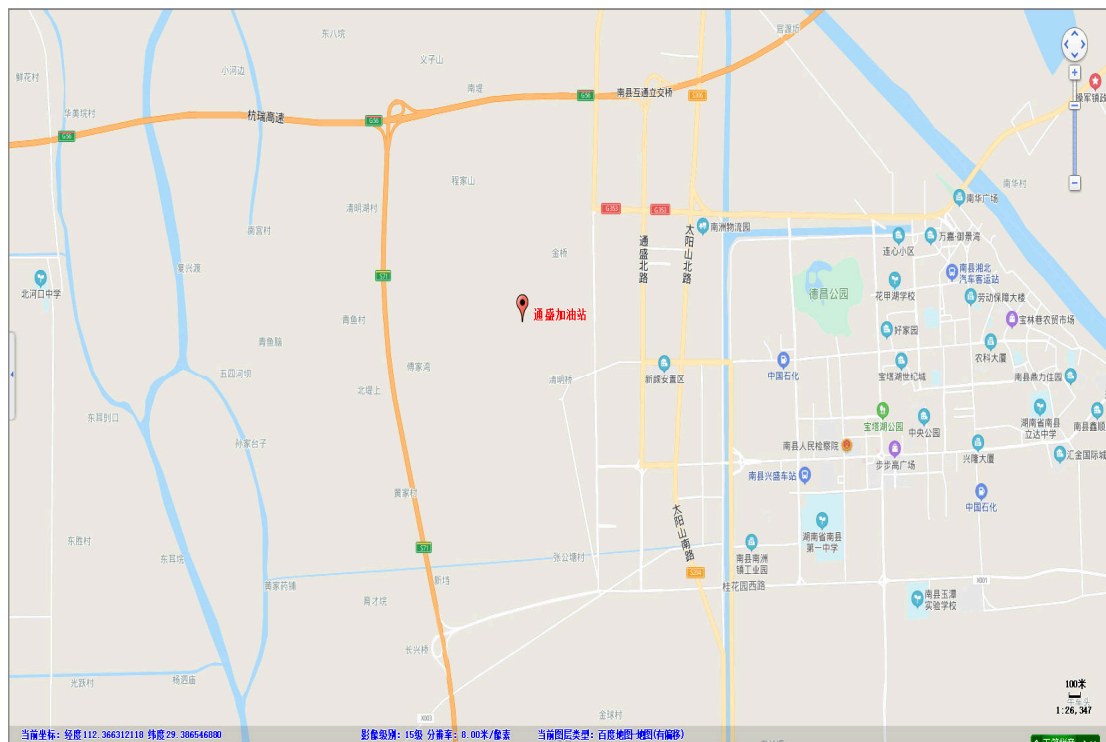 官渡坊
东八垸
义子山
小河边
鲜花村
南堤
南县互通立交桥
G56
华美垸村
杭瑞高速
G56
G56
程家山
南华村
清明湖村
南华广场
G353
G353
南洲物流园
南宫村
通盛北路
太阳山北路
万嘉·御景湾
连心小区
金桥
复兴港
S71
北河口中学
南县湘北
汽车客运站
德昌公园
花甲湖学校
劳动保障大楼
通盛加油站
青鱼村
宝林巷农贸市场
好家园
青鱼脑
农科大厦
傅家湾
五四河坝
清明桥
新颜安置区
中国石化
宝塔湖世纪城
南县鼎力佳园
北堤上
东耳剅口
宝塔湖公园
中央公园
湖南省南县
立达中学
南县鑫顺
孙家台子
南县人民检察院
步步高广场
兴隆大厦
汇金国际城
南县兴盛车站
黄家村
中国石化
太阳山南路
湖南省南县
第一中学
东胜村
S71
东耳垸
张公塘村
南县南洲
镇工业园
黄家药铺
新垱
桂花园西路
X001
育才垸
南县玉潭
实验学校
长兴桥
光跃村
杨泗庙
100米
1:26,347
金球村
X003
当前坐标：经度112.366312118 纬度29.386546880
影像级别：15级 分辨率：8.00米/像素
当前图层类型：百度地图-地图(有偏移)